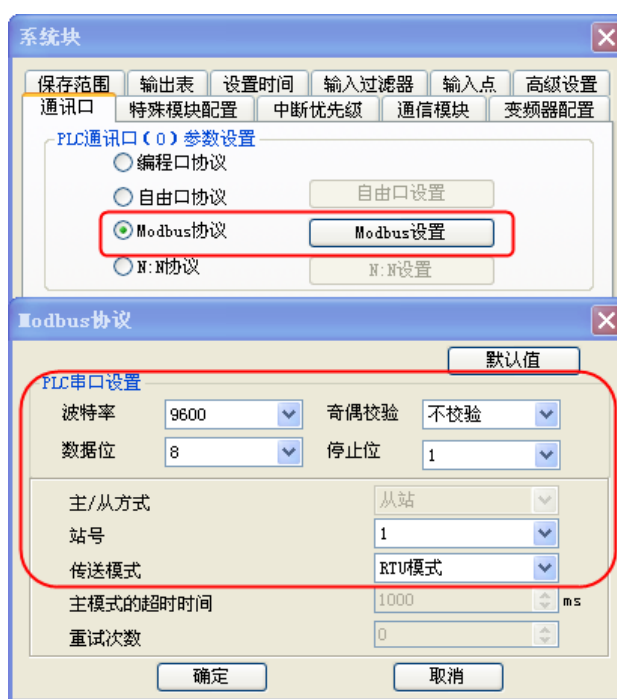 系统块
保存范围 输出表 设置时间 输入过滤器 输入点 高级设置
通讯口 特殊模块配置 中断优先级 通信模块 变频器配置
PLC通讯口(0)参数设置
编程口协议
自由口协议 自由口设置
Modbus协议 Modbus设置
N:N协议 N:N设置
Modbus协议
默认值
PLC串口设置
波特率 9600 奇偶校验 不校验
数据位 8 停止位 1
主/从方式 从站
站号 1
传送模式 RTU模式
主模式的超时时间 1000 ms
重试次数 0
确定 取消